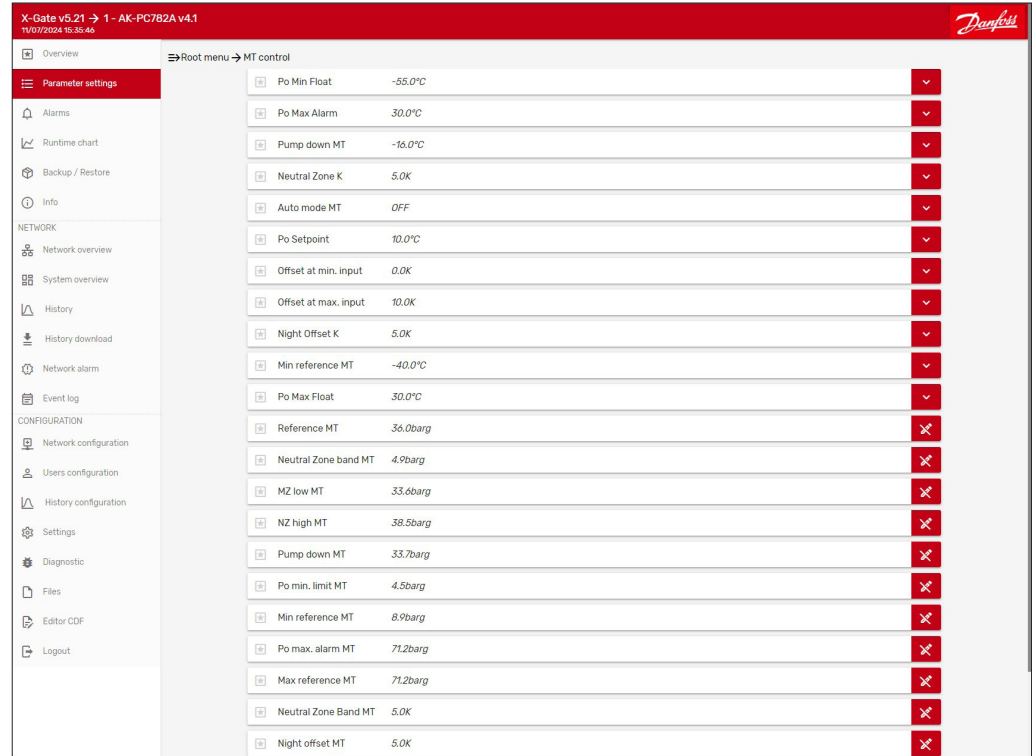 X-Gate v5.21 → 1 - AK-PC782A v4.1
11/07/2024 15:35:46
Danfoss
Overview
Parameter settings
Alarms
Runtime chart
Backup / Restore
Info
NETWORK
Network overview
System overview
History
History download
Network alarm
Event log
CONFIGURATION
Network configuration
Users configuration
History configuration
Settings
Diagnostic
Files
Editor CDF
Logout
Root menu → MT control
Po Min Float -55.0°C
Po Max Alarm 30.0°C
Pump down MT -16.0°C
Neutral Zone K 5.0K
Auto mode MT OFF
Po Setpoint 10.0°C
Offset at min. input 0.0K
Offset at max. input 10.0K
Night Offset K 5.0K
Min reference MT -40.0°C
Po Max Float 30.0°C
Reference MT 36.0barg
Neutral Zone band MT 4.9barg
MZ low MT 33.6barg
NZ high MT 38.5barg
Pump down MT 33.7barg
Po min. limit MT 4.5barg
Min reference MT 8.9barg
Po max. alarm MT 71.2barg
Max reference MT 71.2barg
Neutral Zone Band MT 5.0K
Night offset MT 5.0K